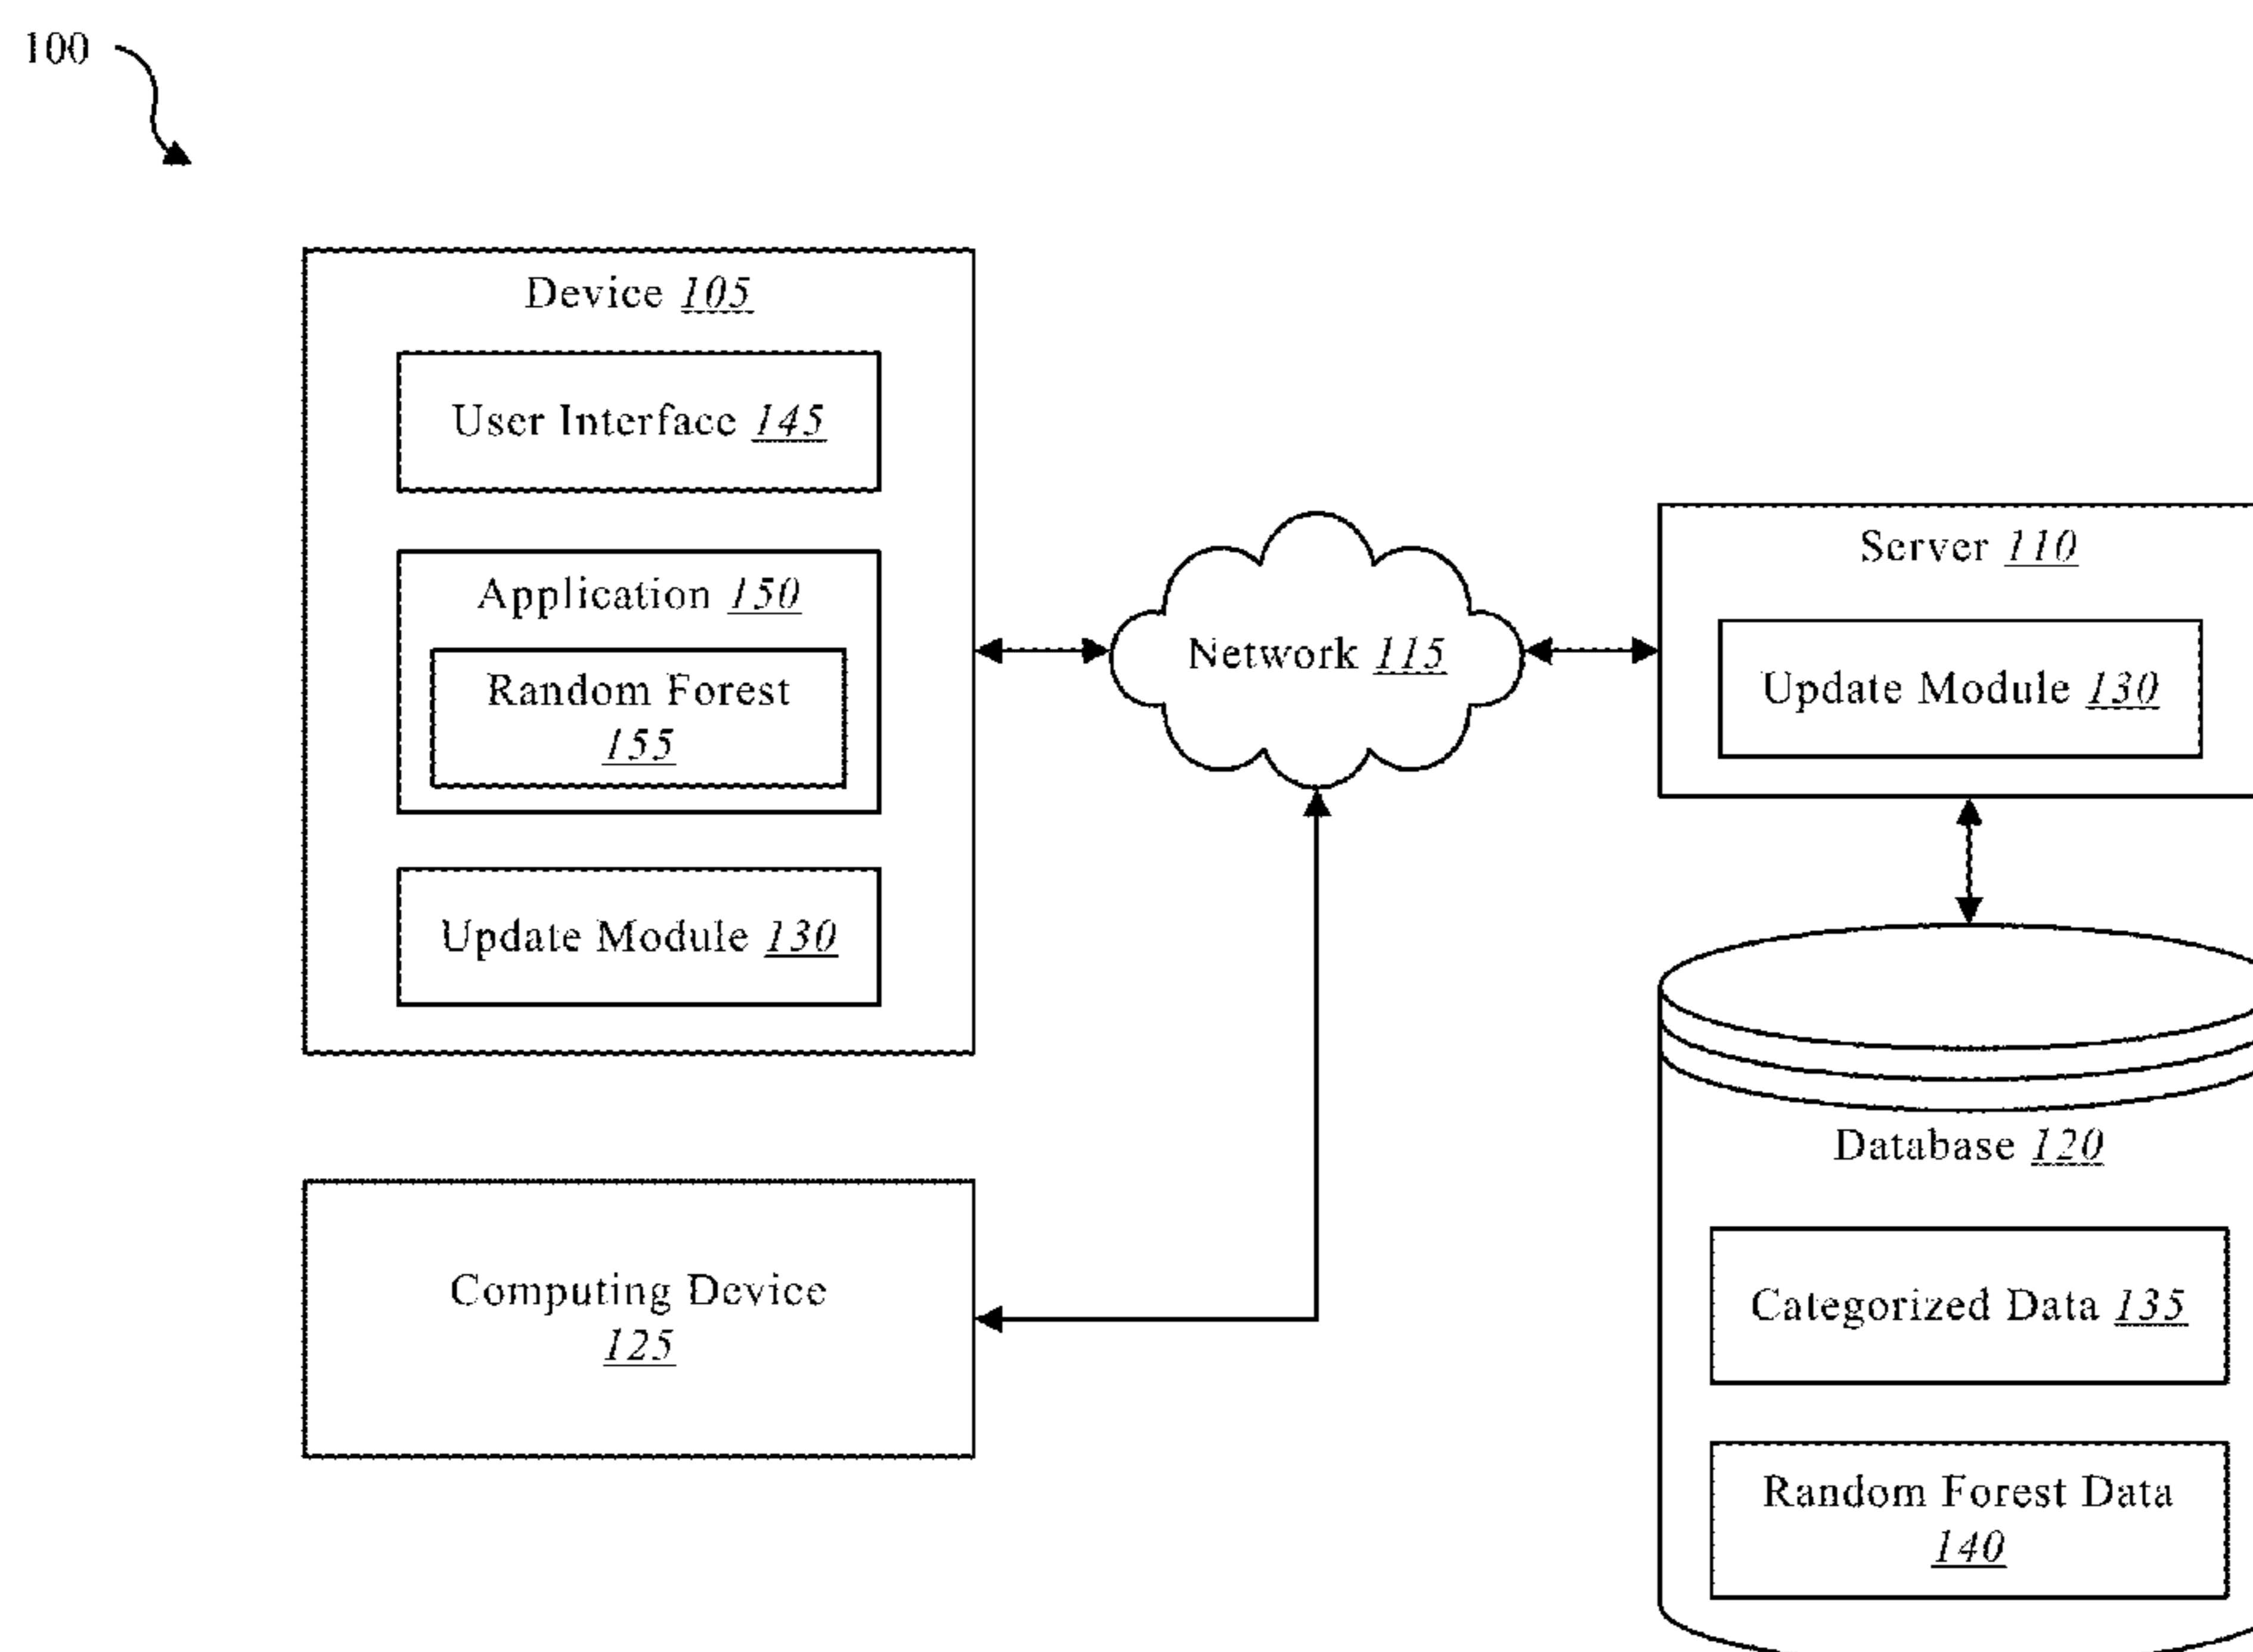 100
Device 105
User Interface 145
Application 150
Random Forest
155
Update Module 130
Network 115
Server 110
Update Module 130
Computing Device
125
Database 120
Categorized Data 135
Random Forest Data
140